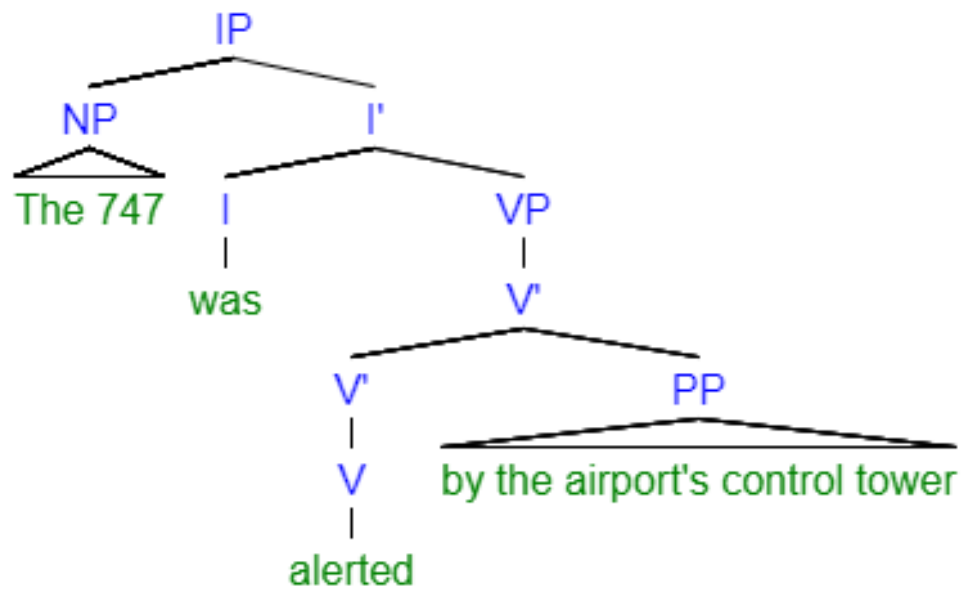 IP
NP I'
The 747 I VP
was V'
V' PP
V by the airport's control tower
alerted